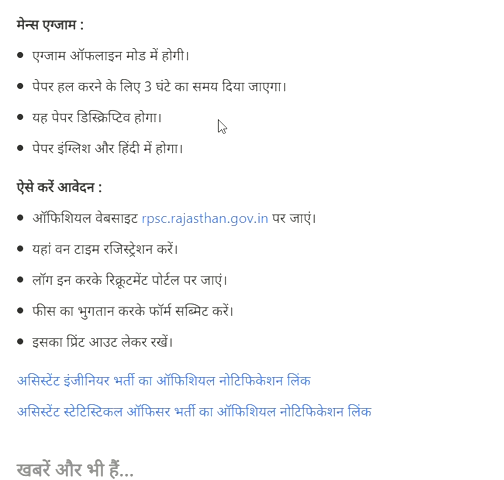 मेन्स एग्जाम :
• एग्जाम ऑफलाइन मोड में होगी।
• पेपर हल करने के लिए 3 घंटे का समय दिया जाएगा।
• यह पेपर डिस्क्रिप्टिव होगा।
• पेपर इंग्लिश और हिंदी में होगा।
ऐसे करें आवेदन :
• ऑफिशियल वेबसाइट rpsc.rajasthan.gov.in पर जाएं।
• यहां वन टाइम रजिस्ट्रेशन करें।
• लॉग इन करके रिक्रूटमेंट पोर्टल पर जाएं।
• फीस का भुगतान करके फॉर्म सब्मिट करें।
• इसका प्रिंट आउट लेकर रखें।
असिस्टेंट इंजीनियर भर्ती का ऑफिशियल नोटिफिकेशन लिंक
असिस्टेंट स्टेटिस्टिकल ऑफिसर भर्ती का ऑफिशियल नोटिफिकेशन लिंक
खबरें और भी हैं...